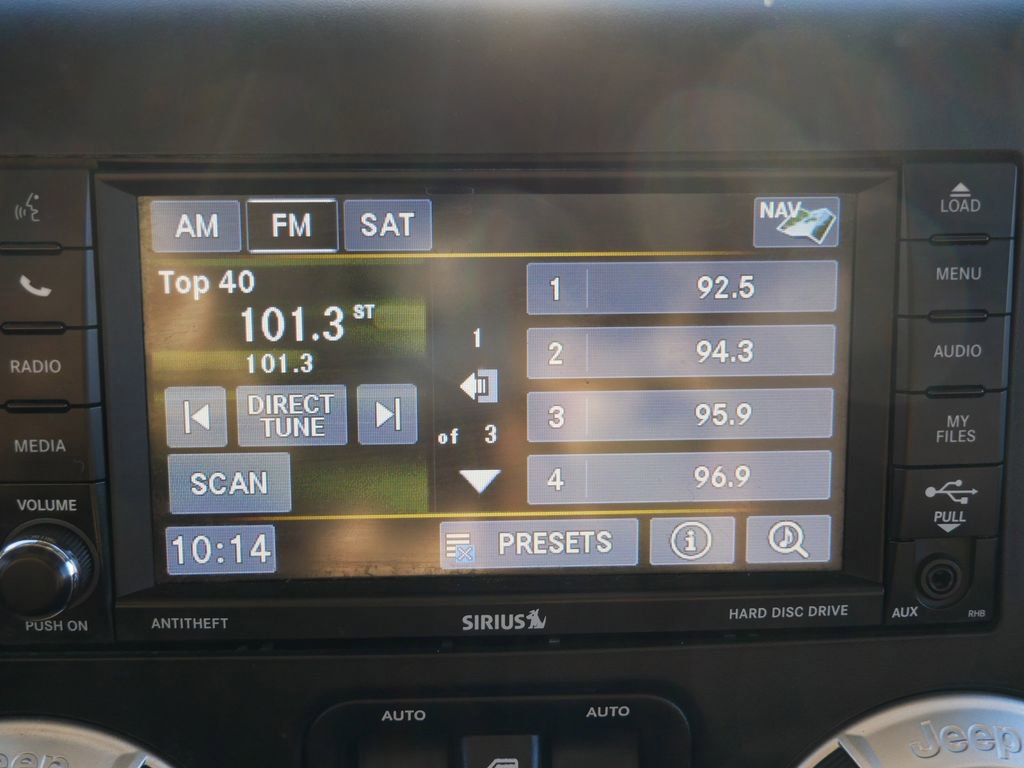 AM
FM
SAT
NAV
LOAD
MENU
AUDIO
MY
FILES
PULL
AUX
RHB
RADIO
MEDIA
VOLUME
PUSH ON
Top 40
101.3 ST
101.3
DIRECT
TUNE
SCAN
1
of 3
1 92.5
2 94.3
3 95.9
4 96.9
10:14
PRESETS
i
ANTITHEFT
SIRIUS
HARD DISC DRIVE
AUTO
AUTO
Jeep